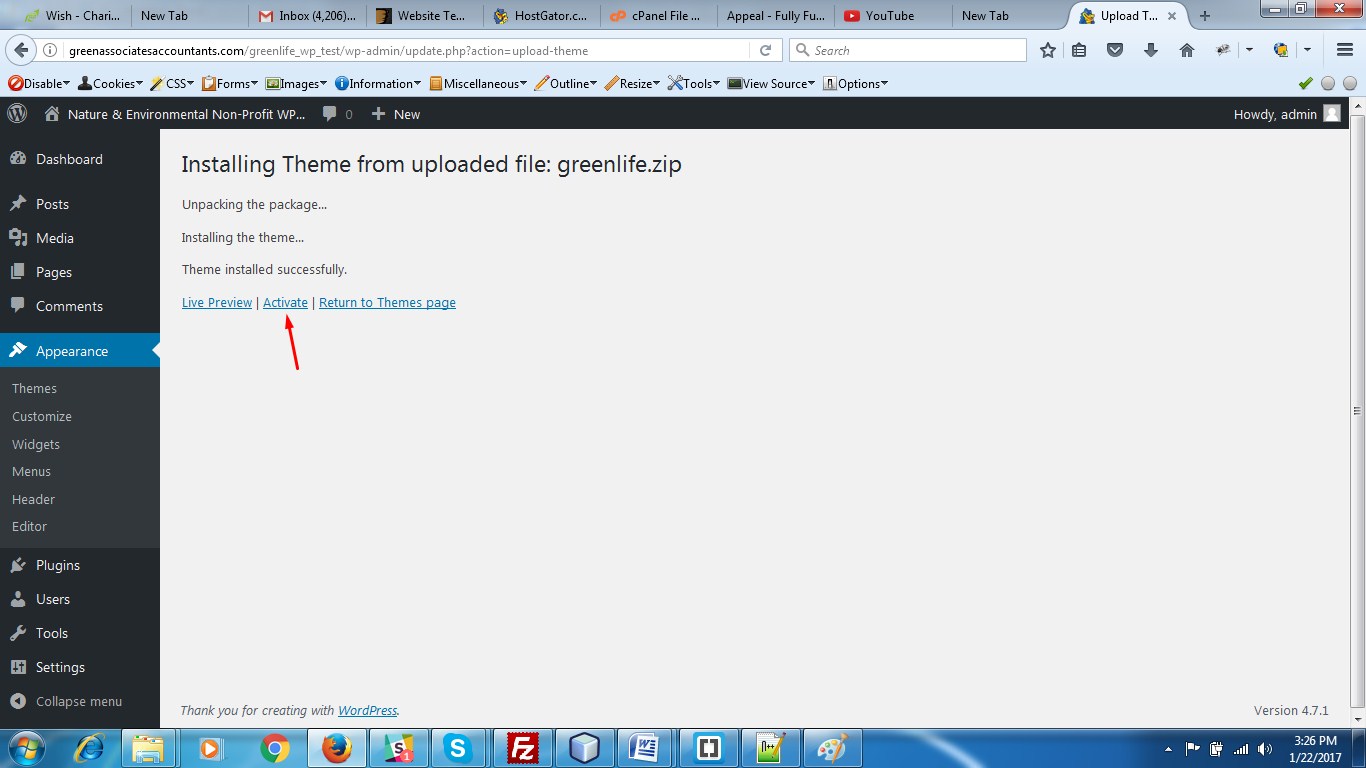 Wish - Chari... New Tab Inbox (4,206)... Website Te... HostGator.c... cPanel File ... Appeal - Fully Fu... YouTube New Tab Upload T...
greenassociatesaccountants.com/greenlife_wp_test/wp-admin/update.php?action=upload-theme Search
Disable Cookies CSS Forms Images Information Miscellaneous Outline Resize Tools View Source Options
Nature & Environmental Non-Profit WP... 0 New Howdy, admin
Dashboard
Posts
Media
Pages
Comments
Appearance
Themes
Customize
Widgets
Menus
Header
Editor
Plugins
Users
Tools
Settings
Collapse menu
Installing Theme from uploaded file: greenlife.zip
Unpacking the package...
Installing the theme...
Theme installed successfully.
Live Preview | Activate | Return to Themes page
Thank you for creating with WordPress. Version 4.7.1
3:26 PM
1/22/2017